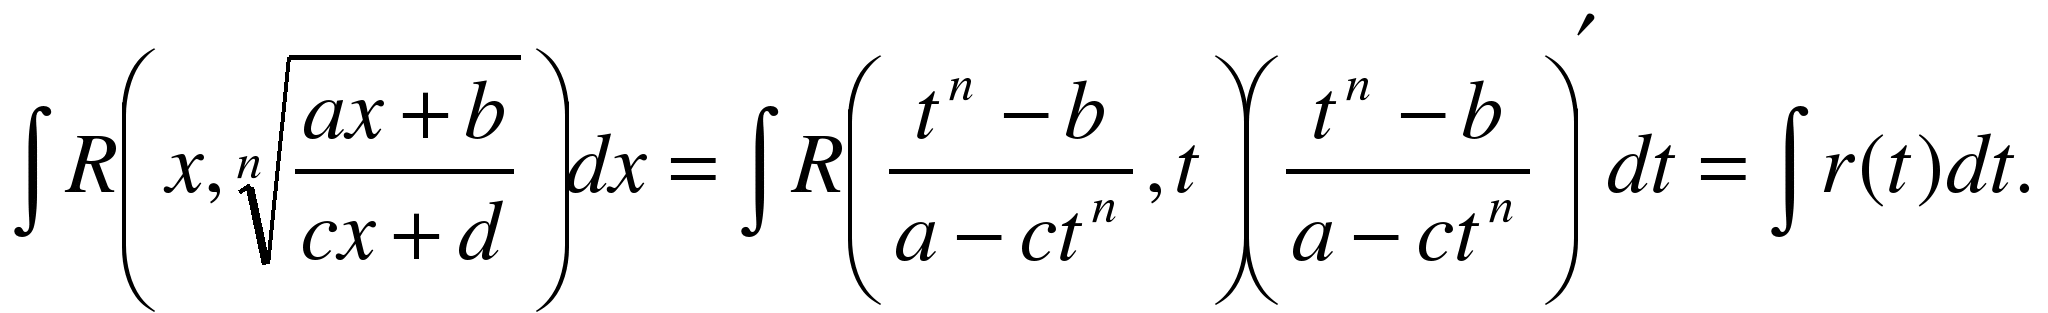 ∫ R( x, ⁿ√((ax + b)/(cx + d)) ) dx = ∫ R( (tⁿ − b)/(a − ctⁿ) , t ) ( (tⁿ − b)/(a − ctⁿ) )′ dt = ∫ r(t)dt.